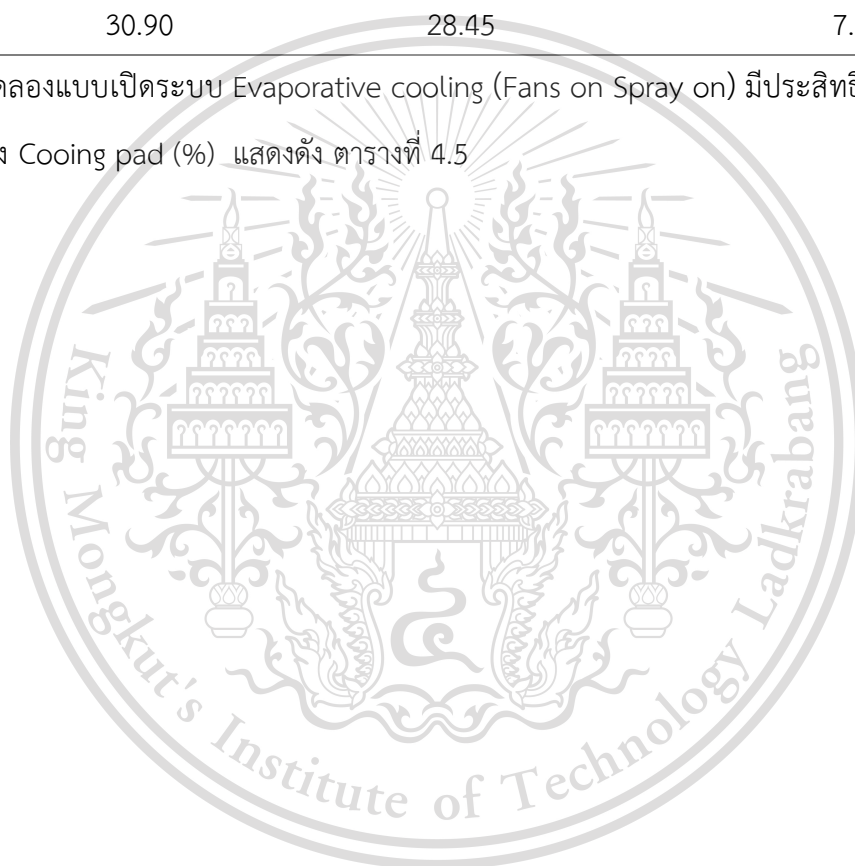 30.90 28.45 7.
ดลองแบบเปิดระบบ Evaporative cooling (Fans on Spray on) มีประสิทธิ
ง Cooing pad (%) แสดงดัง ตารางที่ 4.5
King Mongkut's Institute of Technology Ladkrabang